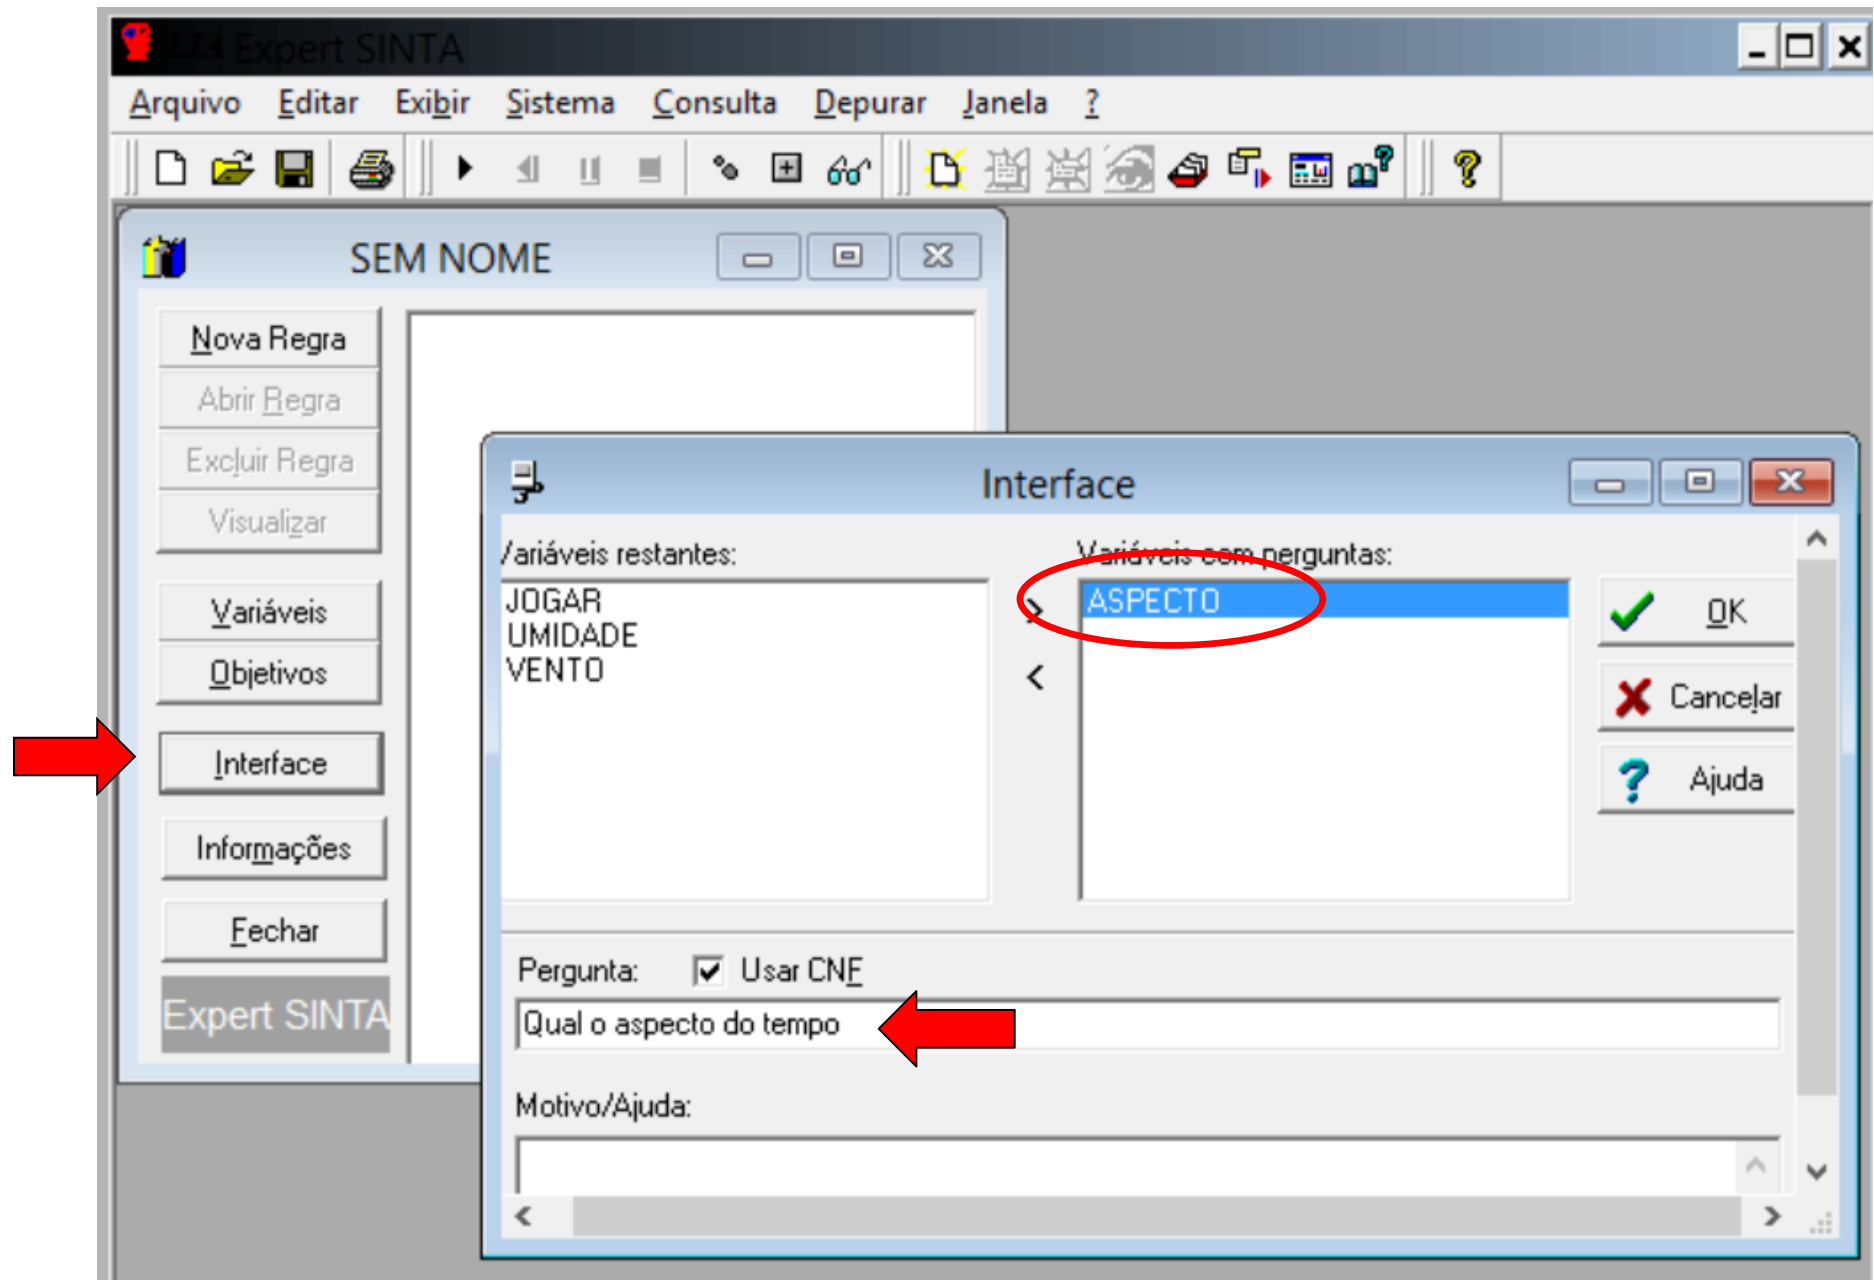 LIA Expert SINTA
Arquivo Editar Exibir Sistema Consulta Depurar Janela ?
SEM NOME
Nova Regra
Abrir Regra
Excluir Regra
Visualizar
Variáveis
Objetivos
Interface
Informações
Fechar
Expert SINTA
Interface
Variáveis restantes:
JOGAR
UMIDADE
VENTO
>
<
Variáveis com perguntas:
ASPECTO
OK
Cancelar
Ajuda
Pergunta: Usar CNF
Qual o aspecto do tempo
Motivo/Ajuda: